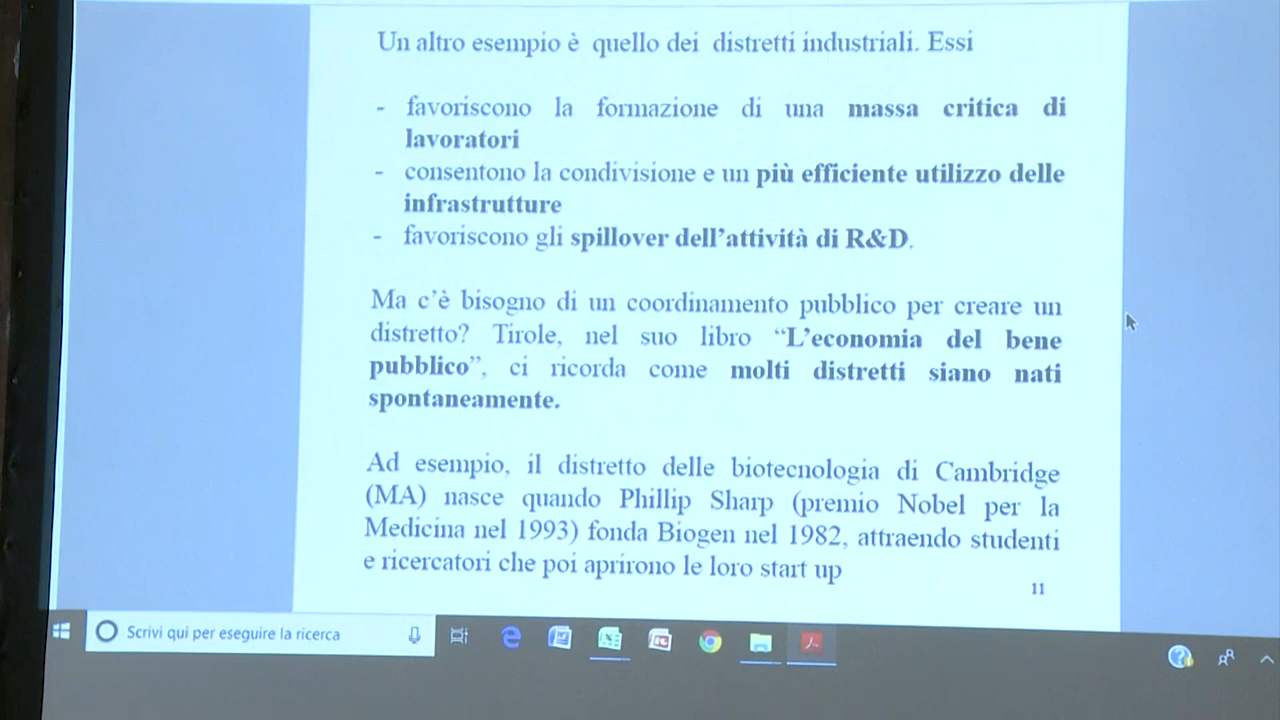 Un altro esempio è quello dei distretti industriali. Essi
- favoriscono la formazione di una massa critica di
lavoratori
- consentono la condivisione e un più efficiente utilizzo delle
infrastrutture
- favoriscono gli spillover dell’attività di R&D.
Ma c’è bisogno di un coordinamento pubblico per creare un
distretto? Tirole, nel suo libro “L’economia del bene
pubblico”, ci ricorda come molti distretti siano nati
spontaneamente.
Ad esempio, il distretto delle biotecnologia di Cambridge
(MA) nasce quando Phillip Sharp (premio Nobel per la
Medicina nel 1993) fonda Biogen nel 1982, attraendo studenti
e ricercatori che poi aprirono le loro start up
11
Scrivi qui per eseguire la ricerca